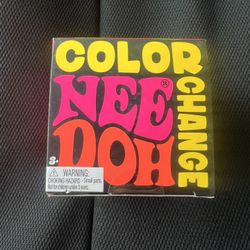 COLOR
CHANGE
NEE®
DOH
3+
WARNING:
CHOKING HAZARD - Small parts.
Not for children under 3 years.